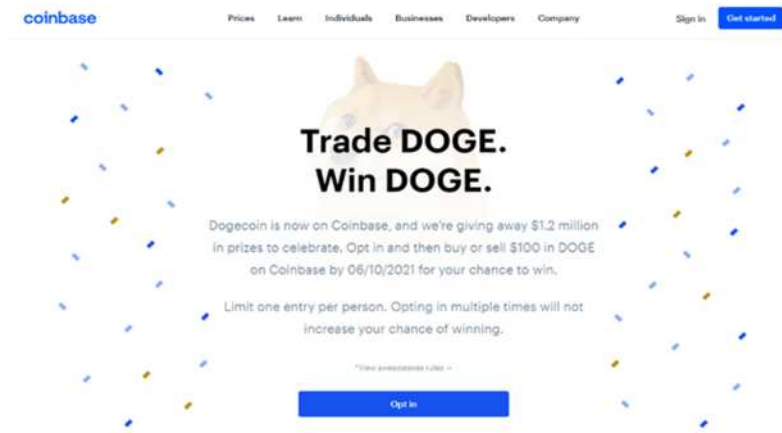 coinbase
Prices Learn Individuals Businesses Developers Company
Sign in Get started
Trade DOGE.
Win DOGE.
Dogecoin is now on Coinbase, and we're giving away $1.2 million
in prizes to celebrate. Opt in and then buy or sell $100 in DOGE
on Coinbase by 06/10/2021 for your chance to win.
Limit one entry per person. Opting in multiple times will not
increase your chance of winning.
*View sweepstakes rules →
Opt in